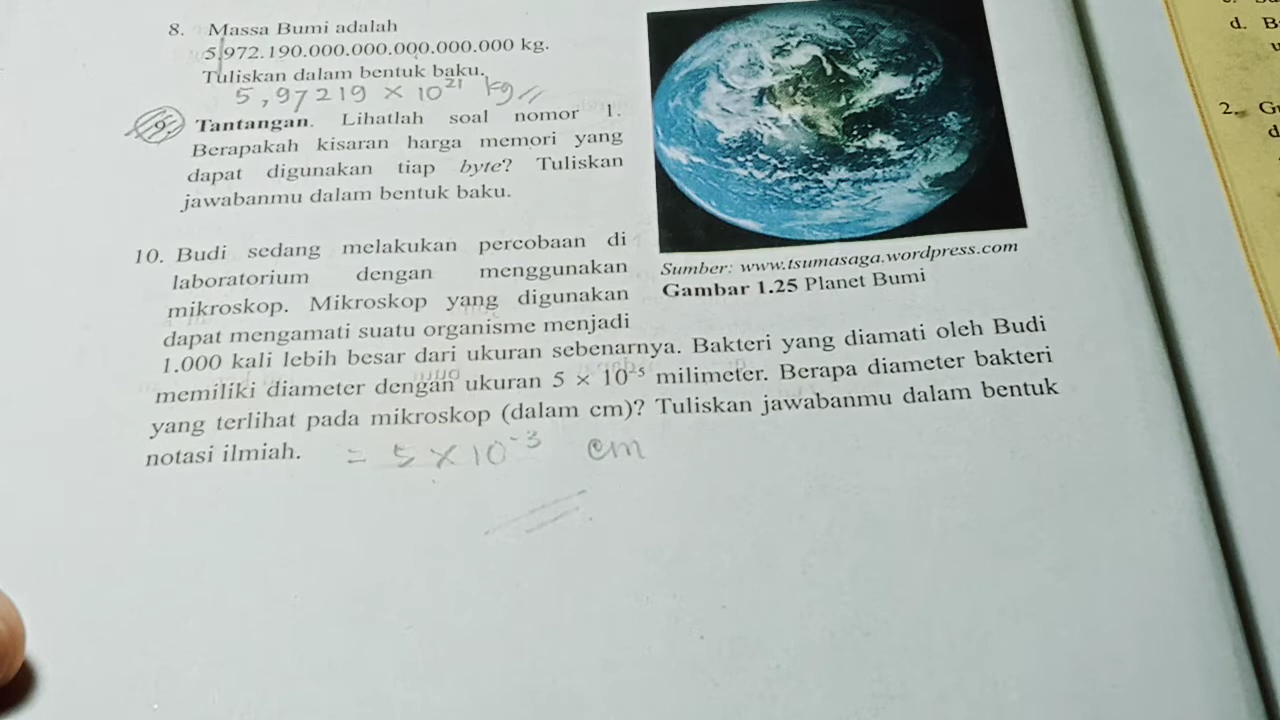 8. Massa Bumi adalah
5.972.190.000.000.000.000.000 kg.
Tuliskan dalam bentuk baku.
5,97219 × 10²¹ kg
9. Tantangan. Lihatlah soal nomor 1.
Berapakah kisaran harga memori yang
dapat digunakan tiap byte? Tuliskan
jawabanmu dalam bentuk baku.
10. Budi sedang melakukan percobaan di
laboratorium dengan menggunakan
mikroskop. Mikroskop yang digunakan
dapat mengamati suatu organisme menjadi
1.000 kali lebih besar dari ukuran sebenarnya. Bakteri yang diamati oleh Budi
memiliki diameter dengan ukuran 5 × 10⁻⁵ milimeter. Berapa diameter bakteri
yang terlihat pada mikroskop (dalam cm)? Tuliskan jawabanmu dalam bentuk
notasi ilmiah. = 5 × 10⁻³ cm
Sumber: www.tsumasaga.wordpress.com
Gambar 1.25 Planet Bumi
d.
2.